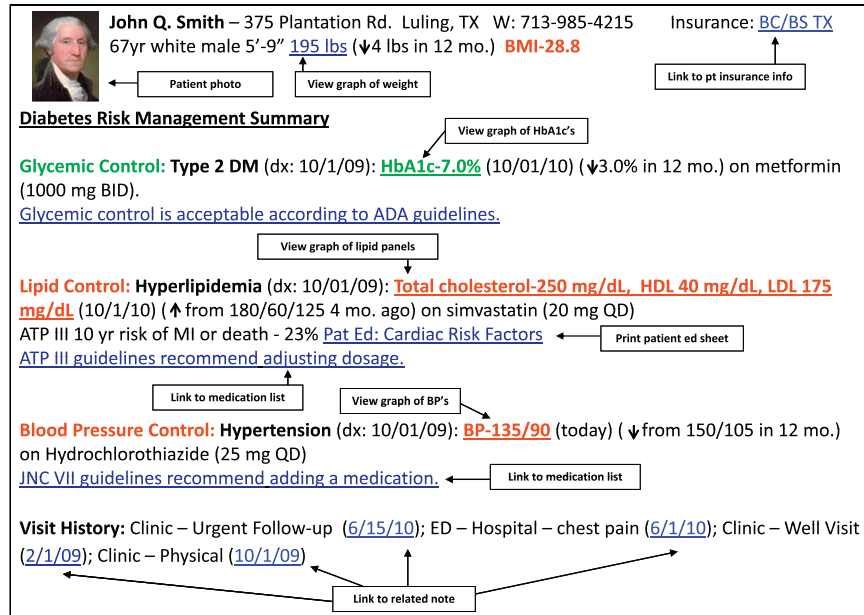 John Q. Smith – 375 Plantation Rd.  Luling, TX   W: 713-985-4215     Insurance: BC/BS TX
67yr white male 5’-9” 195 lbs (↓4 lbs in 12 mo.)  BMI-28.8
Patient photo
View graph of weight
Link to pt insurance info
Diabetes Risk Management Summary
View graph of HbA1c’s
Glycemic Control: Type 2 DM (dx: 10/1/09): HbA1c-7.0% (10/01/10) (↓3.0% in 12 mo.) on metformin
(1000 mg BID).
Glycemic control is acceptable according to ADA guidelines.
View graph of lipid panels
Lipid Control: Hyperlipidemia (dx: 10/01/09): Total cholesterol-250 mg/dL,  HDL 40 mg/dL, LDL 175
mg/dL (10/1/10) (↑ from 180/60/125 4 mo. ago) on simvastatin (20 mg QD)
ATP III 10 yr risk of MI or death - 23% Pat Ed: Cardiac Risk Factors
Print patient ed sheet
ATP III guidelines recommend adjusting dosage.
Link to medication list
View graph of BP’s
Blood Pressure Control: Hypertension (dx: 10/01/09): BP-135/90 (today) (↓from 150/105 in 12 mo.)
on Hydrochlorothiazide (25 mg QD)
JNC VII guidelines recommend adding a medication.
Link to medication list
Visit History: Clinic – Urgent Follow-up  (6/15/10); ED – Hospital – chest pain (6/1/10); Clinic – Well Visit
(2/1/09); Clinic – Physical (10/1/09)
Link to related note